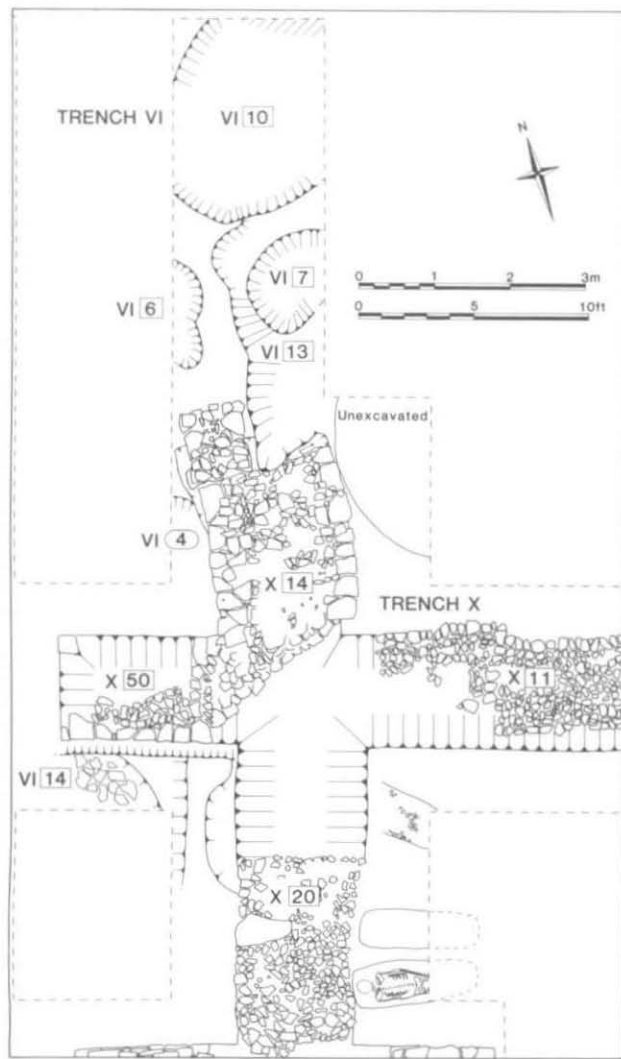 TRENCH VI
VI 10
N
VI 7
0 1 2 3m
VI 6
0 5 10ft
VI 13
Unexcavated
VI 4
X 14
TRENCH X
X 50
X 11
VI 14
X 20